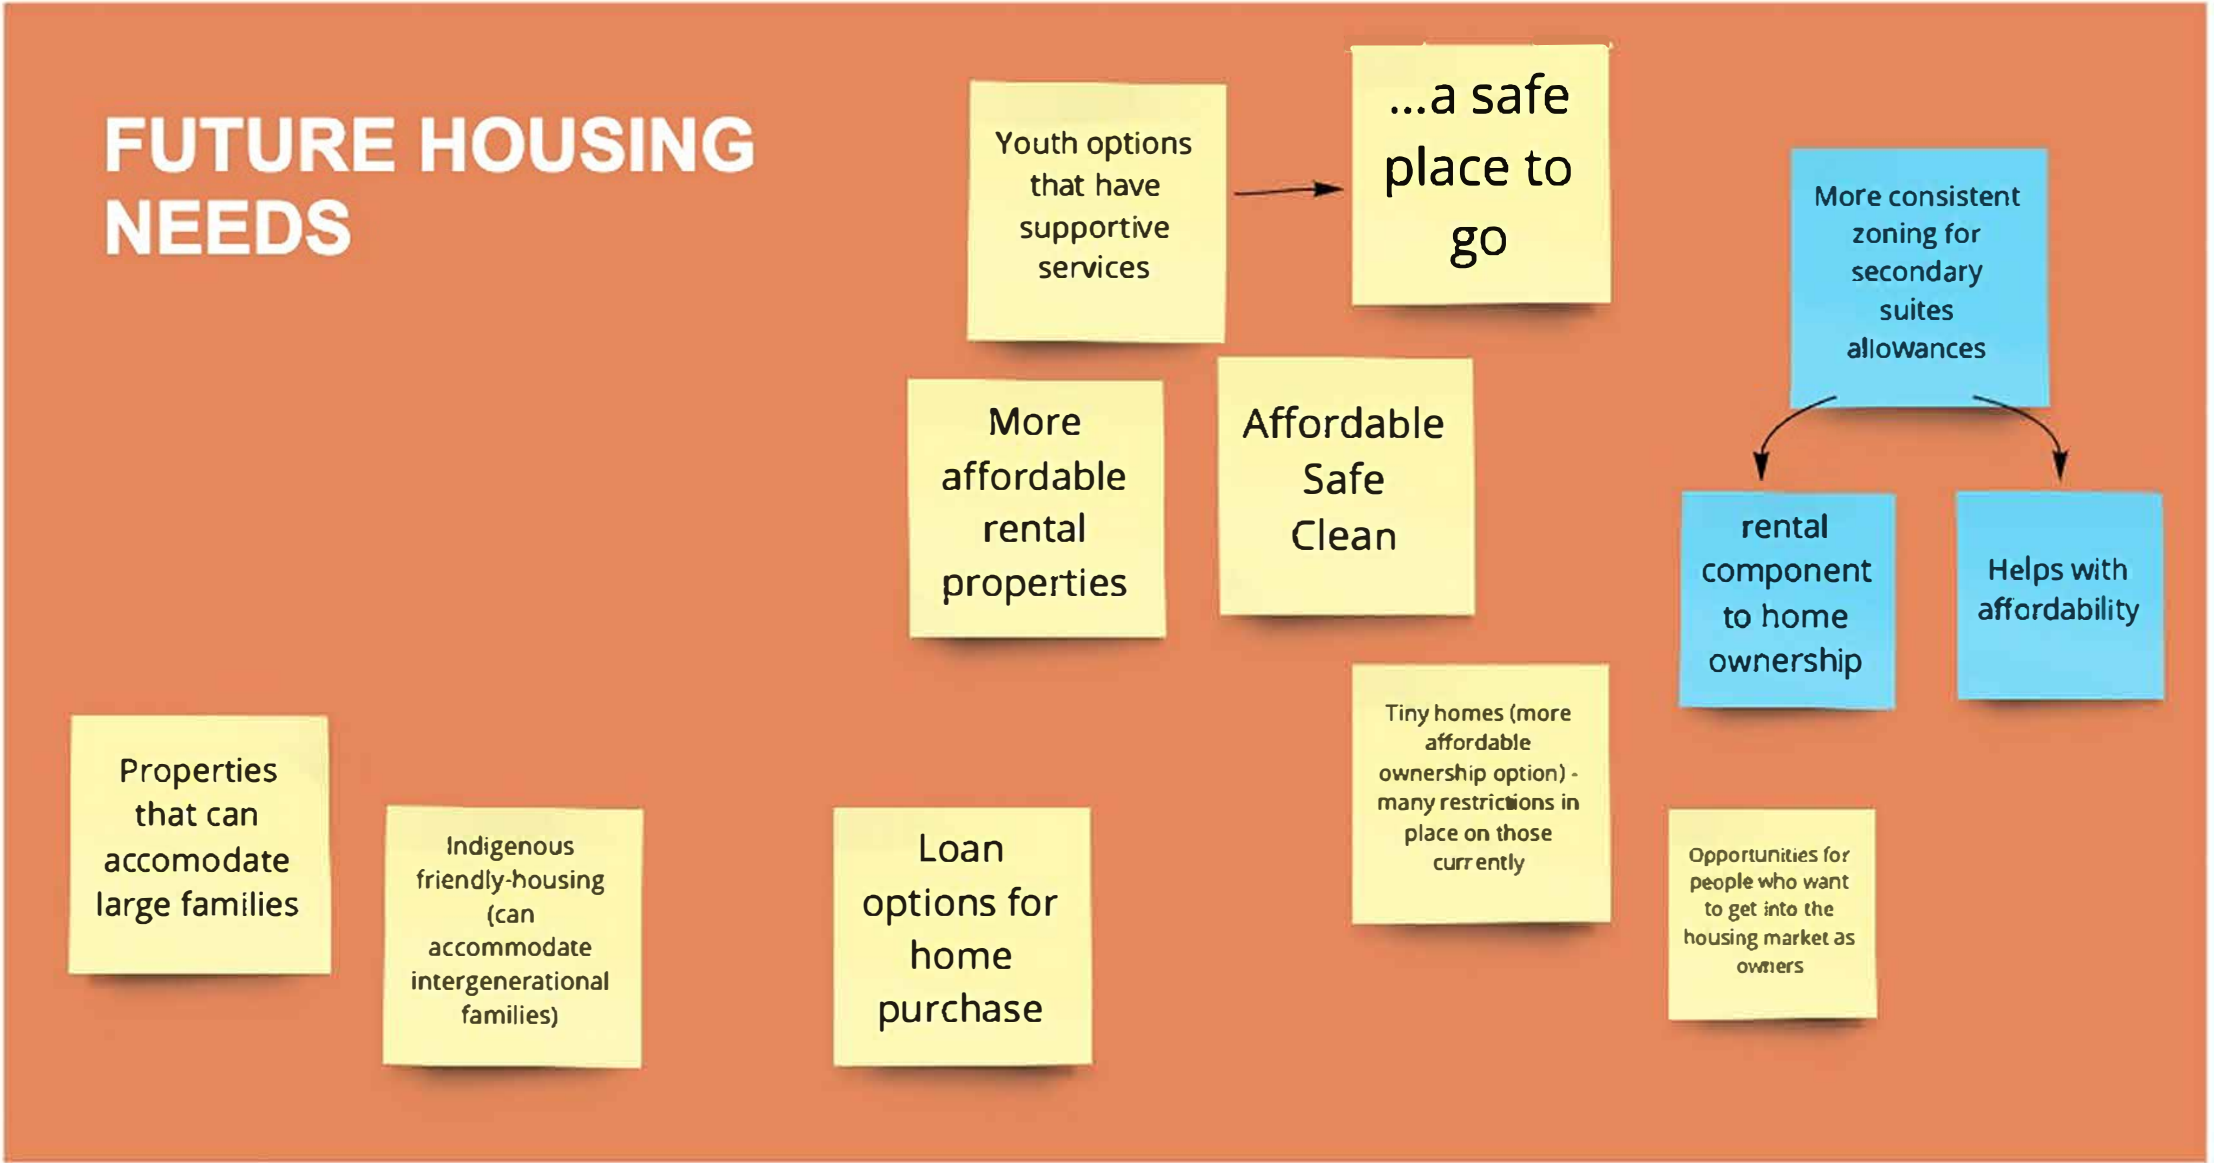 FUTURE HOUSING
NEEDS
Youth options
that have
supportive
services
...a safe
place to
go
More consistent
zoning for
secondary
suites
allowances
More
affordable
rental
properties
Affordable
Safe
Clean
rental
component
to home
ownership
Helps with
affordability
Properties
that can
accomodate
large families
Indigenous
friendly-housing
(can
accommodate
intergenerational
families)
Loan
options for
home
purchase
Tiny homes (more
affordable
ownership option) -
many restrictions in
place on those
currently
Opportunities for
people who want
to get into the
housing market as
owners